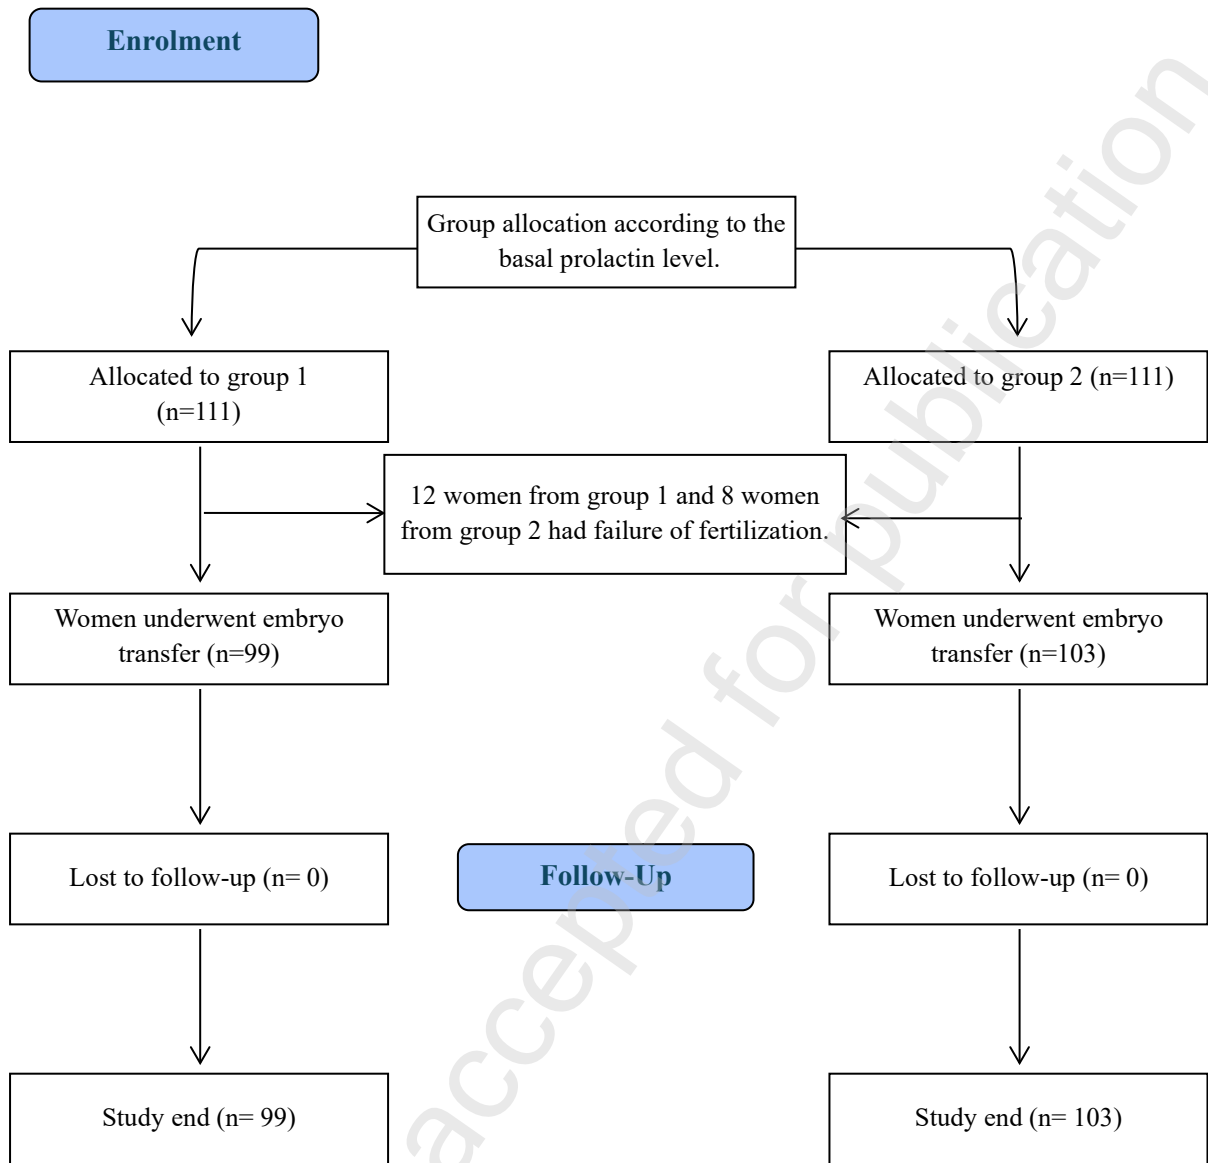 Enrolment
Group allocation according to the
basal prolactin level.
Allocated to group 1
(n=111)
Allocated to group 2 (n=111)
12 women from group 1 and 8 women
from group 2 had failure of fertilization.
Women underwent embryo
transfer (n=99)
Women underwent embryo
transfer (n=103)
Lost to follow-up (n= 0)
Follow-Up
Lost to follow-up (n= 0)
Study end (n= 99)
Study end (n= 103)
accepted for publication